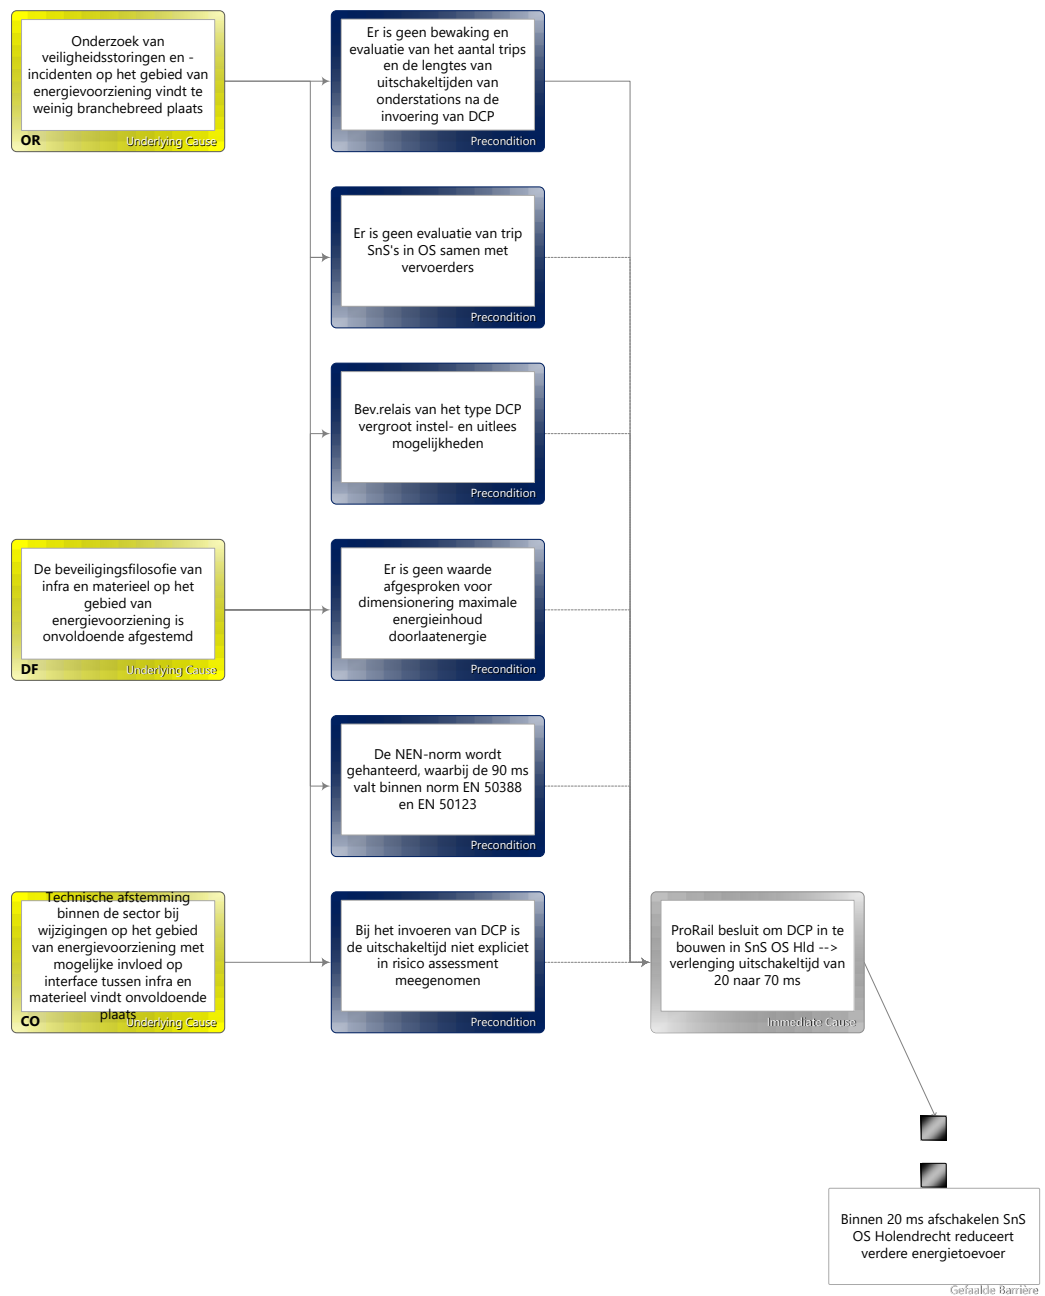 Onderzoek van
veiligheidsstoringen en -
incidenten op het gebied van
energievoorziening vindt te
weinig branchebreed plaats
OR
Underlying Cause
Er is geen bewaking en
evaluatie van het aantal trips
en de lengtes van
uitschakeltijden van
onderstations na de
invoering van DCP
Precondition
Er is geen evaluatie van trip
SnS's in OS samen met
vervoerders
Precondition
Bev.relais van het type DCP
vergroot instel- en uitlees
mogelijkheden
Precondition
De beveiligingsfilosofie van
infra en materieel op het
gebied van
energievoorziening is
onvoldoende afgestemd
DF
Underlying Cause
Er is geen waarde
afgesproken voor
dimensionering maximale
energieinhoud
doorlaatenergie
Precondition
De NEN-norm wordt
gehanteerd, waarbij de 90 ms
valt binnen norm EN 50388
en EN 50123
Precondition
Technische afstemming
binnen de sector bij
wijzigingen op het gebied
van energievoorziening met
mogelijke invloed op
interface tussen infra en
materieel vindt onvoldoende
plaats
CO
Underlying Cause
Bij het invoeren van DCP is
de uitschakeltijd niet expliciet
in risico assessment
meegenomen
Precondition
ProRail besluit om DCP in te
bouwen in SnS OS Hld -->
verlenging uitschakeltijd van
20 naar 70 ms
Immediate Cause
Binnen 20 ms afschakelen SnS
OS Holendrecht reduceert
verdere energietoevoer
Gefaalde Barrière